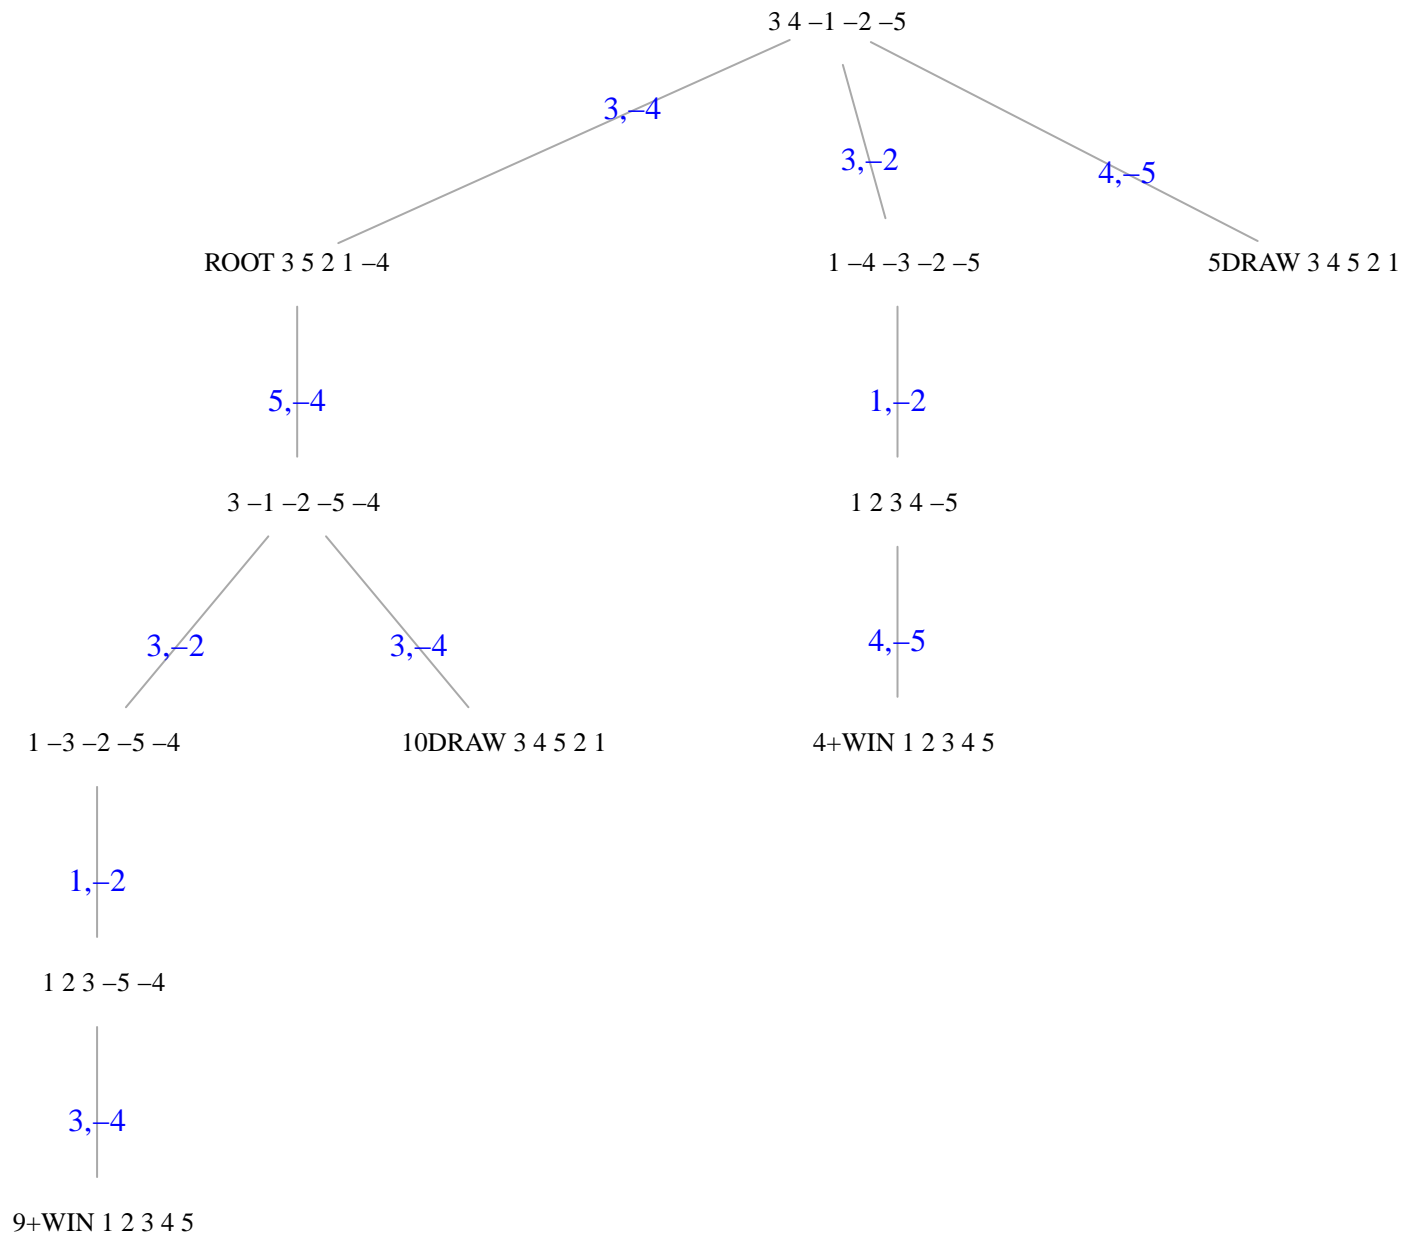 3 4 –1 –2 –5
3,–4
3,–2
4,–5
ROOT 3 5 2 1 –4
1 –4 –3 –2 –5
5DRAW 3 4 5 2 1
5,–4
1,–2
3 –1 –2 –5 –4
1 2 3 4 –5
3,–2
3,–4
4,–5
1 –3 –2 –5 –4
10DRAW 3 4 5 2 1
4+WIN 1 2 3 4 5
1,–2
1 2 3 –5 –4
3,–4
9+WIN 1 2 3 4 5